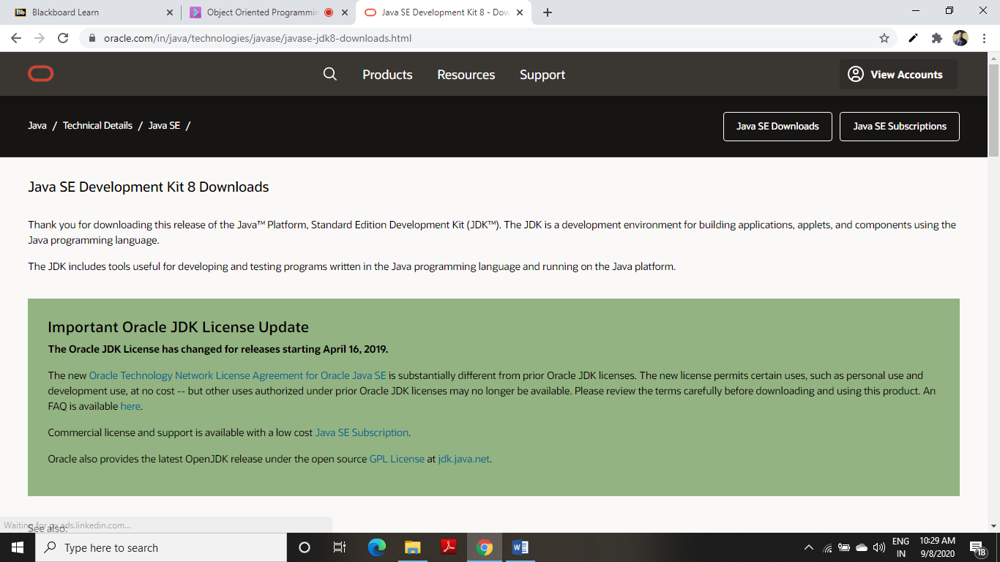 Bb Blackboard Learn
Object Oriented Programmin
Java SE Development Kit 8 - Dow
oracle.com/in/java/technologies/javase/javase-jdk8-downloads.html
Products Resources Support
View Accounts
Java / Technical Details / Java SE /
Java SE Downloads
Java SE Subscriptions
Java SE Development Kit 8 Downloads
Thank you for downloading this release of the Java™ Platform, Standard Edition Development Kit (JDK™). The JDK is a development environment for building applications, applets, and components using the
Java programming language.
The JDK includes tools useful for developing and testing programs written in the Java programming language and running on the Java platform.
Important Oracle JDK License Update
The Oracle JDK License has changed for releases starting April 16, 2019.
The new Oracle Technology Network License Agreement for Oracle Java SE is substantially different from prior Oracle JDK licenses. The new license permits certain uses, such as personal use and
development use, at no cost -- but other uses authorized under prior Oracle JDK licenses may no longer be available. Please review the terms carefully before downloading and using this product. An
FAQ is available here.
Commercial license and support is available with a low cost Java SE Subscription.
Oracle also provides the latest OpenJDK release under the open source GPL License at jdk.java.net.
See also:
Waiting for px.ads.linkedin.com...
Type here to search
ENG
IN
10:29 AM
9/8/2020
18